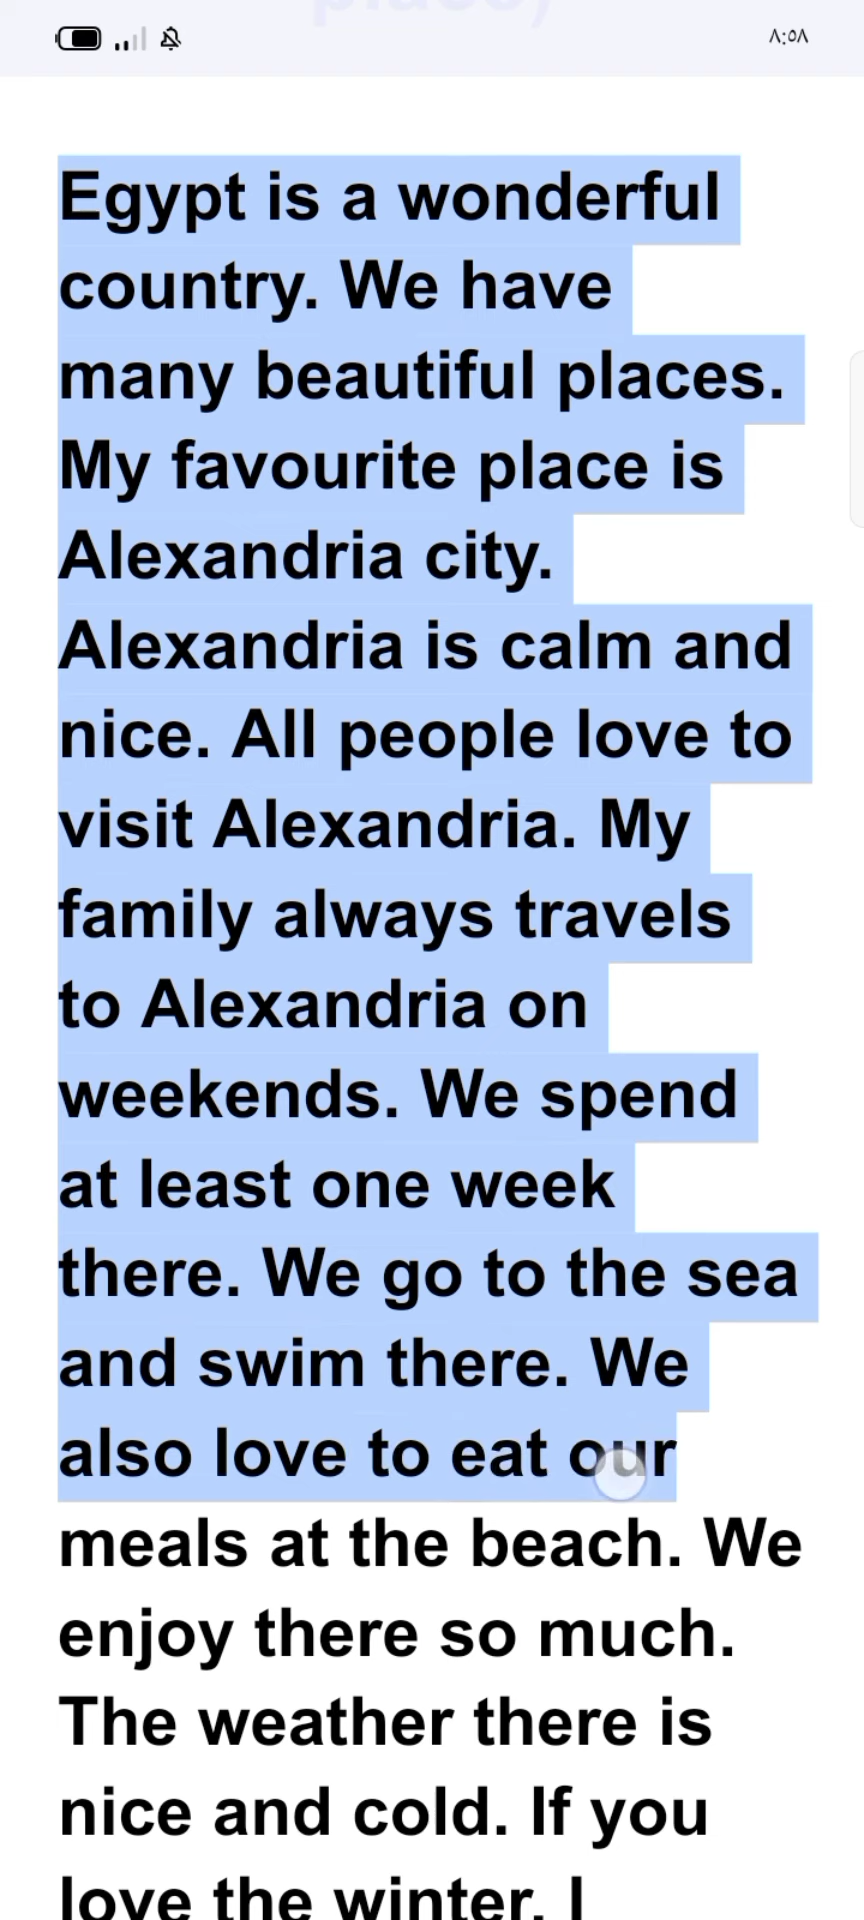 place)
٨:٥٨
Egypt is a wonderful
country. We have
many beautiful places.
My favourite place is
Alexandria city.
Alexandria is calm and
nice. All people love to
visit Alexandria. My
family always travels
to Alexandria on
weekends. We spend
at least one week
there. We go to the sea
and swim there. We
also love to eat our
meals at the beach. We
enjoy there so much.
The weather there is
nice and cold. If you
love the winter, I